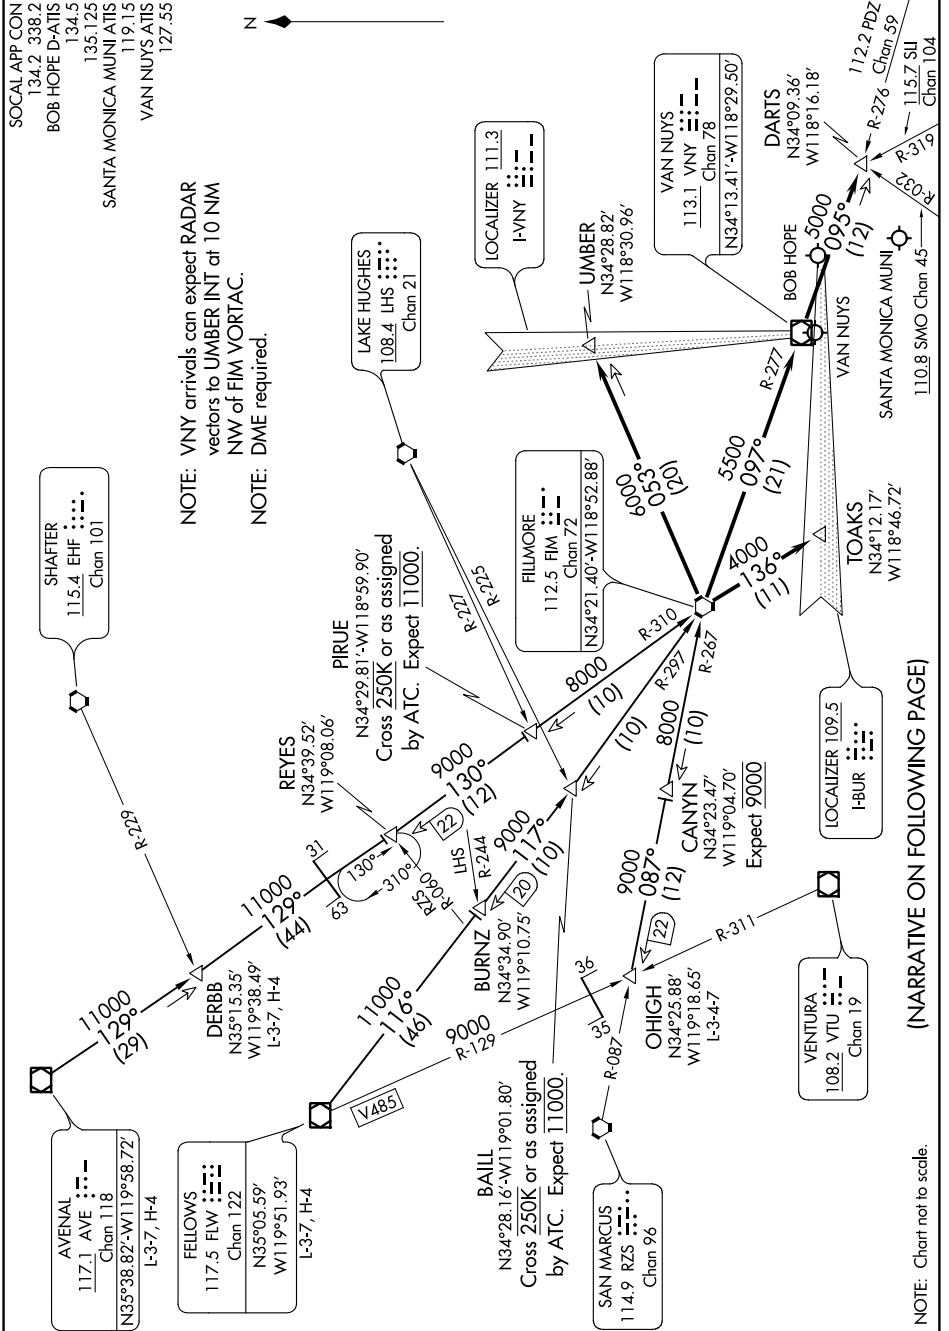 SOCAL APP CON
134.2 338.2
BOB HOPE D-ATIS
134.5
135.125
SANTA MONICA MUNI ATIS
119.15
VAN NUYS ATIS
127.55
N
NOTE: VNY arrivals can expect RADAR
vectors to UMBER INT at 10 NM
NW of FIM VORTAC.
NOTE: DME required.
SHAFTER
115.4 EHF
Chan 101
R-229
LAKE HUGHES
108.4 LHS
Chan 21
R-227
R-225
LOCALIZER 111.3
I-VNY
UMBER
N34°28.82'
W118°30.96'
VAN NUYS
113.1 VNY
Chan 78
N34°13.41'-W118°29.50'
DARTS
N34°09.36'
W118°16.18'
112.2 PDZ
Chan 59
R-276
115.7 SLI
Chan 104
R-319
R-032
110.8 SMO Chan 45
BOB HOPE
5000
095°
(12)
VAN NUYS
SANTA MONICA MUNI
AVENAL
117.1 AVE
Chan 118
N35°38.82'-W119°58.72'
L-3-7, H-4
11000
129°
(29)
DERBB
N35°15.35'
W119°38.49'
L-3-7, H-4
11000
129°
(44)
31
63
130°
310°
REYES
N34°39.52'
W119°08.06'
22
RZS
R-060
9000
130°
(12)
PIRUE
N34°29.81'-W118°59.90'
Cross 250K or as assigned
by ATC. Expect 11000.
8000
(10)
R-310
FILLMORE
112.5 FIM
Chan 72
N34°21.40'-W118°52.88'
6000
053°
(20)
5500
097°
(21)
R-277
4000
136°
(11)
TOAKS
N34°12.17'
W118°46.72'
LOCALIZER 109.5
I-BUR
FELLOWS
117.5 FLW
Chan 122
N35°05.59'
W119°51.93'
L-3-7, H-4
11000
116°
(46)
V485
9000
R-129
BURNZ
N34°34.90'
W119°10.75'
LHS
R-244
20
9000
117°
(10)
(10)
R-297
BAILL
N34°28.16'-W119°01.80'
Cross 250K or as assigned
by ATC. Expect 11000.
SAN MARCUS
114.9 RZS
Chan 96
R-087
35
36
OHIGH
N34°25.88'
W119°18.65'
L-3-4-7
22
9000
087°
(12)
CANYN
N34°23.47'
W119°04.70'
Expect 9000
8000
(10)
R-267
R-311
VENTURA
108.2 VTU
Chan 19
(NARRATIVE ON FOLLOWING PAGE)
NOTE: Chart not to scale.